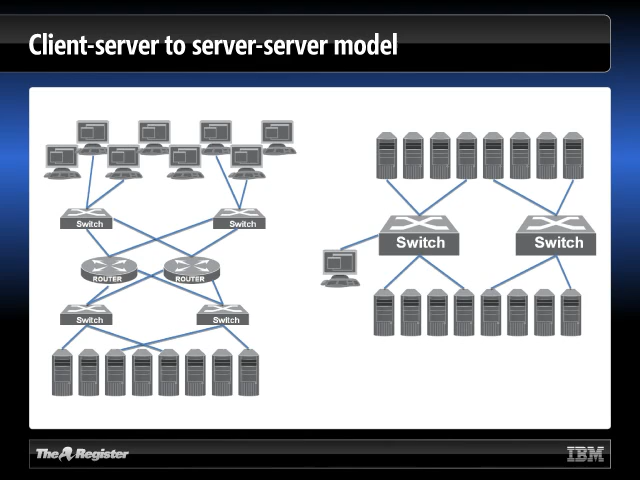 Client-server to server-server model
Switch
Switch
ROUTER
ROUTER
Switch
Switch
Switch
Switch
The Register
IBM